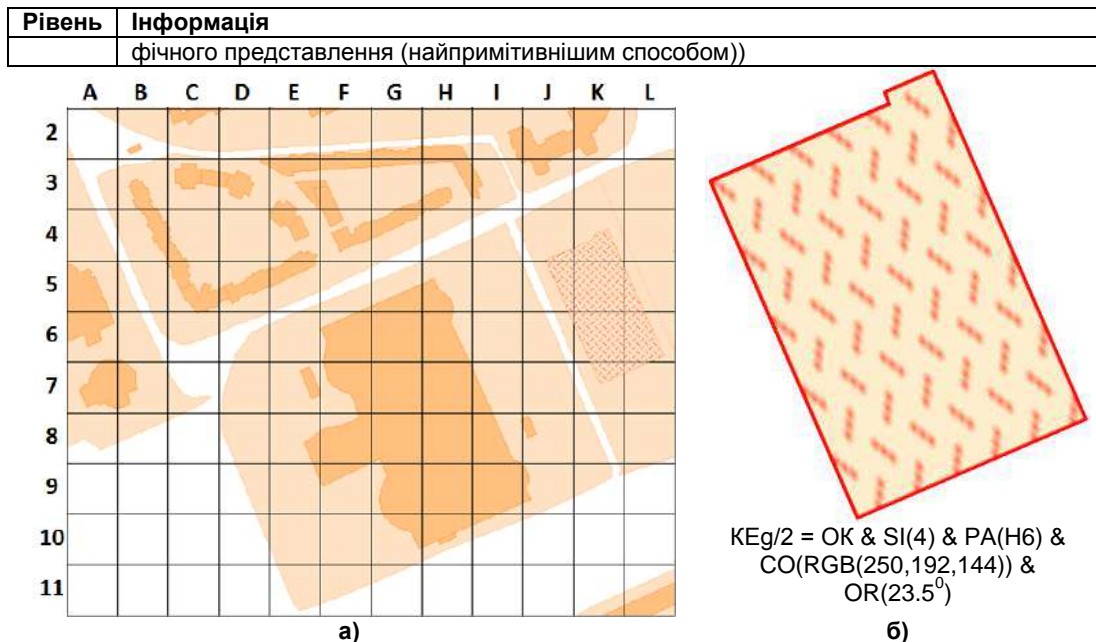 Рівень Інформація
фічного представлення (найпримітивнішим способом))
A B C D E F G H I J K L
2
3
4
5
6
7
8
9
10
11
KEg/2 = OK & SI(4) & PA(H6) &
CO(RGB(250,192,144)) &
OR(23.5⁰)
а) б)